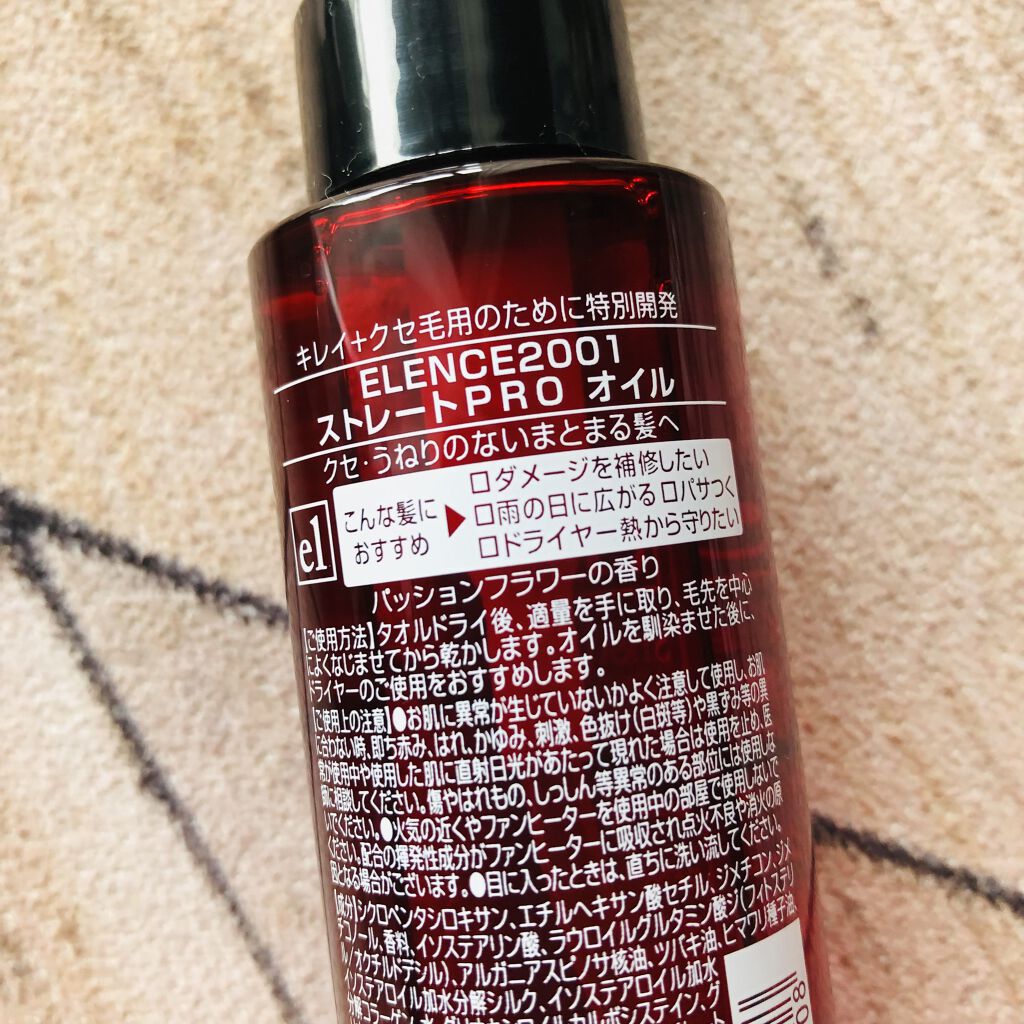 キレイ+クセ毛用のために特別開発
ELENCE2001
ストレートPRO オイル
クセ・うねりのないまとまる髪へ
el
こんな髪に
おすすめ
□ダメージを補修したい
□雨の日に広がる □パサつく
□ドライヤー熱から守りたい
パッションフラワーの香り
【ご使用方法】タオルドライ後、適量を手に取り、毛先を中心
によくなじませてから乾かします。オイルを馴染ませた後に、
ドライヤーのご使用をおすすめします。
【ご使用上の注意】●お肌に異常が生じていないかよく注意して使用し、お肌
に合わない時、即ち赤み、はれ、かゆみ、刺激、色抜け(白斑等)や黒ずみ等の異
常が使用中や使用した肌に直射日光があたって現れた場合は使用を止め、医
師に相談してください。傷やはれもの、しっしん等異常のある部位には使用しな
いでください。●火気の近くやファンヒーターを使用中の部屋で使用しないで
ください。配合の揮発性成分がファンヒーターに吸収され点火不良や消火の原
因となる場合がございます。●目に入ったときは、直ちに洗い流してください。
【成分】シクロペンタシロキサン、エチルヘキサン酸セチル、ジメチコン、ジメ
チコノール、香料、イソステアリン酸、ラウロイルグルタミン酸ジ(フィトステリ
ル/オクチルドデシル)、アルガニアスピノサ核油、ツバキ油、ヒマワリ種子油、
イソステアロイル加水分解シルク、イソステアロイル加水
分解コラーゲン
80